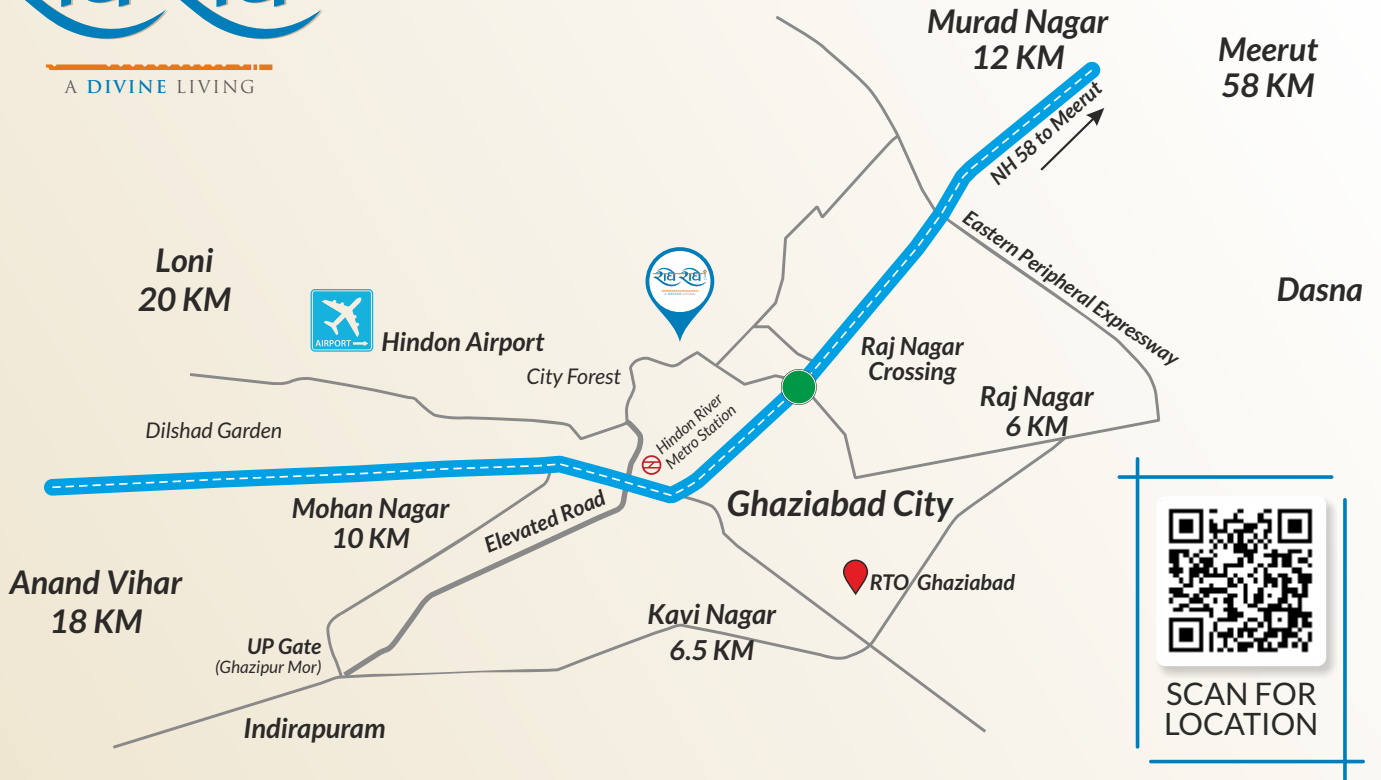 A DIVINE LIVING
Murad Nagar
12 KM
Meerut
58 KM
NH 58 to Meerut
Loni
20 KM
AIRPORT
Hindon Airport
राधे राधे
A DIVINE LIVING
Eastern Peripheral Expressway
Dasna
City Forest
Raj Nagar
Crossing
Raj Nagar
6 KM
Dilshad Garden
Hindon River
Metro Station
Mohan Nagar
10 KM
Elevated Road
Ghaziabad City
Anand Vihar
18 KM
RTO Ghaziabad
Kavi Nagar
6.5 KM
UP Gate
(Ghazipur Mor)
Indirapuram
SCAN FOR
LOCATION